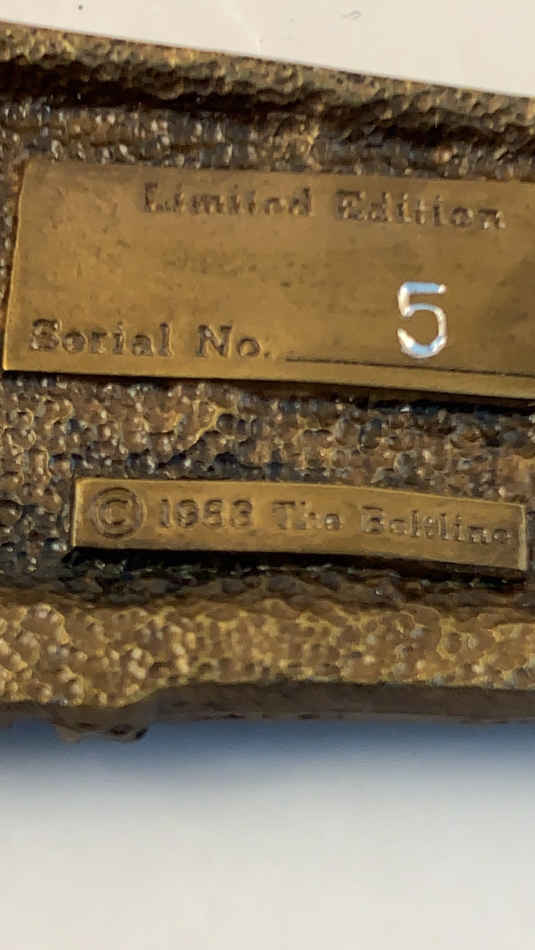 Limited Edition
Serial No. 5
© 1983 The Beltline